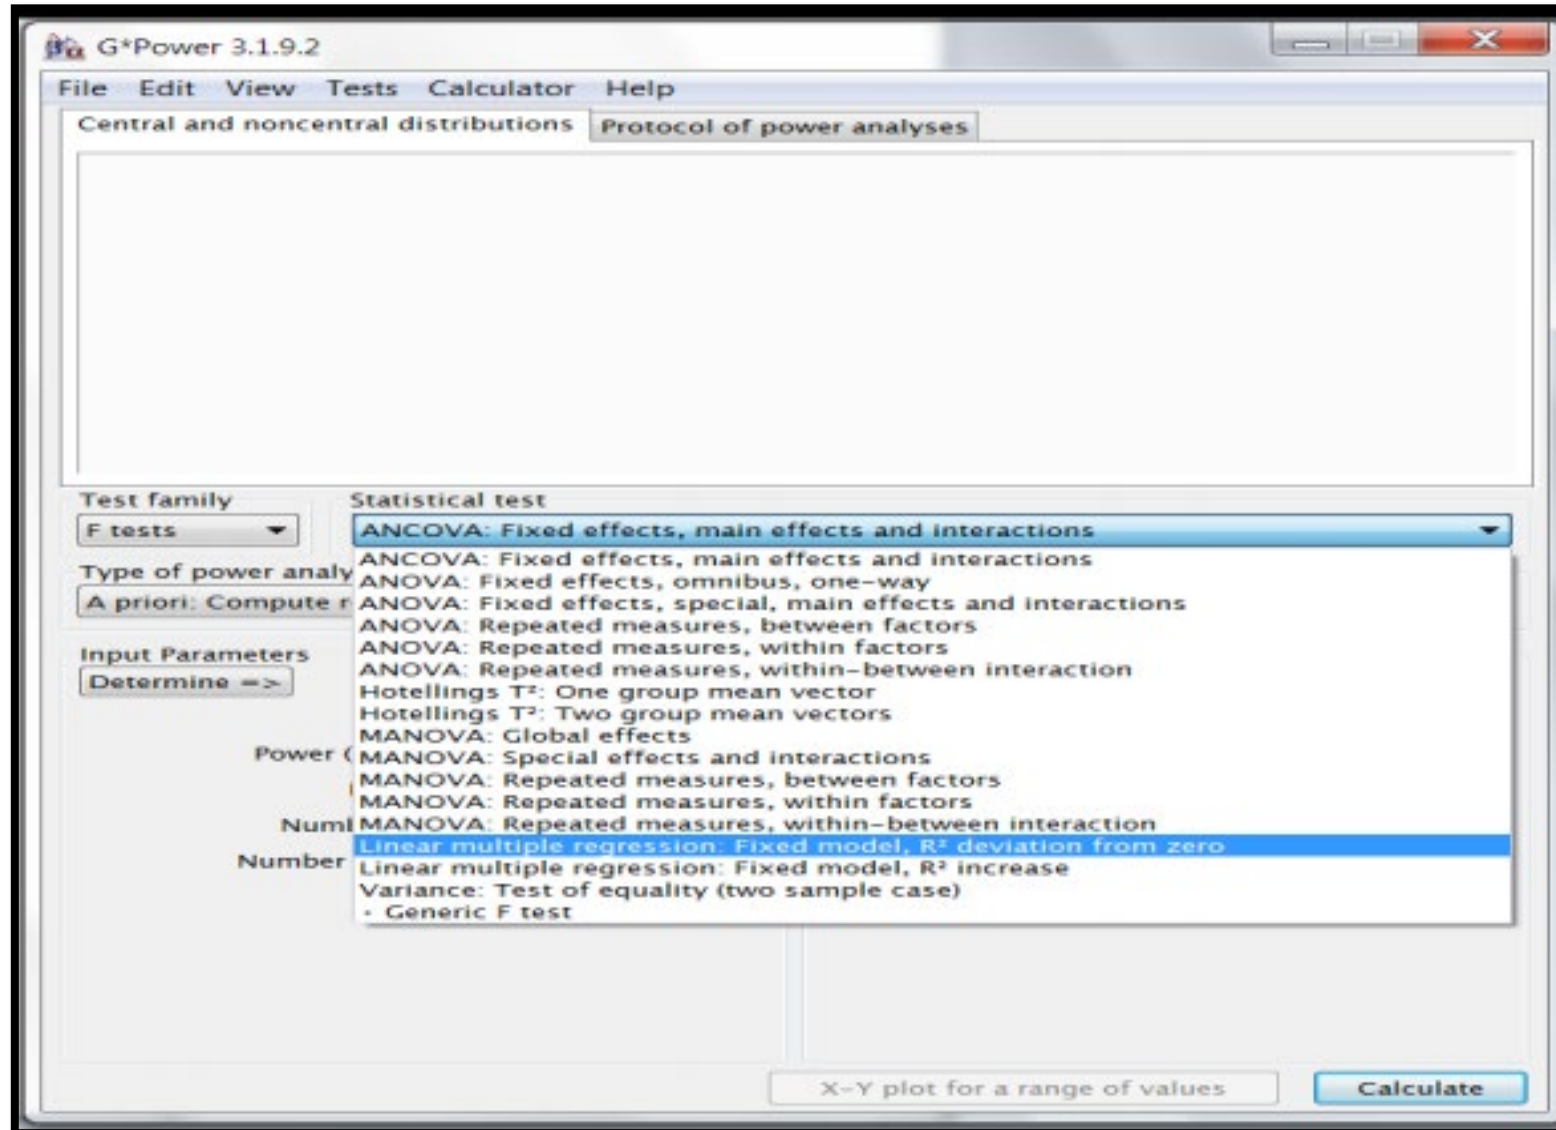 G*Power 3.1.9.2
File Edit View Tests Calculator Help
Central and noncentral distributions Protocol of power analyses
Test family Statistical test
F tests ANCOVA: Fixed effects, main effects and interactions
ANCOVA: Fixed effects, main effects and interactions
Type of power analy
ANOVA: Fixed effects, omnibus, one-way
A priori: Compute r
ANOVA: Fixed effects, special, main effects and interactions
ANOVA: Repeated measures, between factors
Input Parameters
ANOVA: Repeated measures, within factors
Determine =>
ANOVA: Repeated measures, within-between interaction
Hotellings T²: One group mean vector
Hotellings T²: Two group mean vectors
MANOVA: Global effects
Power (
MANOVA: Special effects and interactions
MANOVA: Repeated measures, between factors
MANOVA: Repeated measures, within factors
Numl
MANOVA: Repeated measures, within-between interaction
Linear multiple regression: Fixed model, R² deviation from zero
Number
Linear multiple regression: Fixed model, R² increase
Variance: Test of equality (two sample case)
- Generic F test
X-Y plot for a range of values Calculate